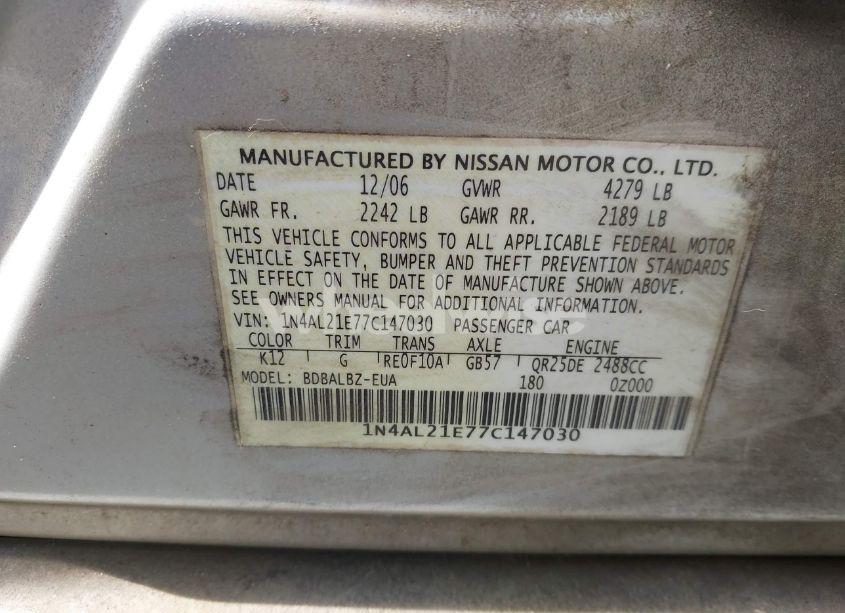 MANUFACTURED BY NISSAN MOTOR CO., LTD.
DATE 12/06 GVWR 4279 LB
GAWR FR. 2242 LB GAWR RR. 2189 LB
THIS VEHICLE CONFORMS TO ALL APPLICABLE FEDERAL MOTOR
VEHICLE SAFETY, BUMPER AND THEFT PREVENTION STANDARDS
IN EFFECT ON THE DATE OF MANUFACTURE SHOWN ABOVE.
SEE OWNERS MANUAL FOR ADDITIONAL INFORMATION.
VIN: 1N4AL21E77C147030 PASSENGER CAR
COLOR TRIM TRANS AXLE ENGINE
K12 G RE0F10A GB57 QR25DE 2488CC
MODEL: BDBALBZ-EUA 180 0Z000
1N4AL21E77C147030